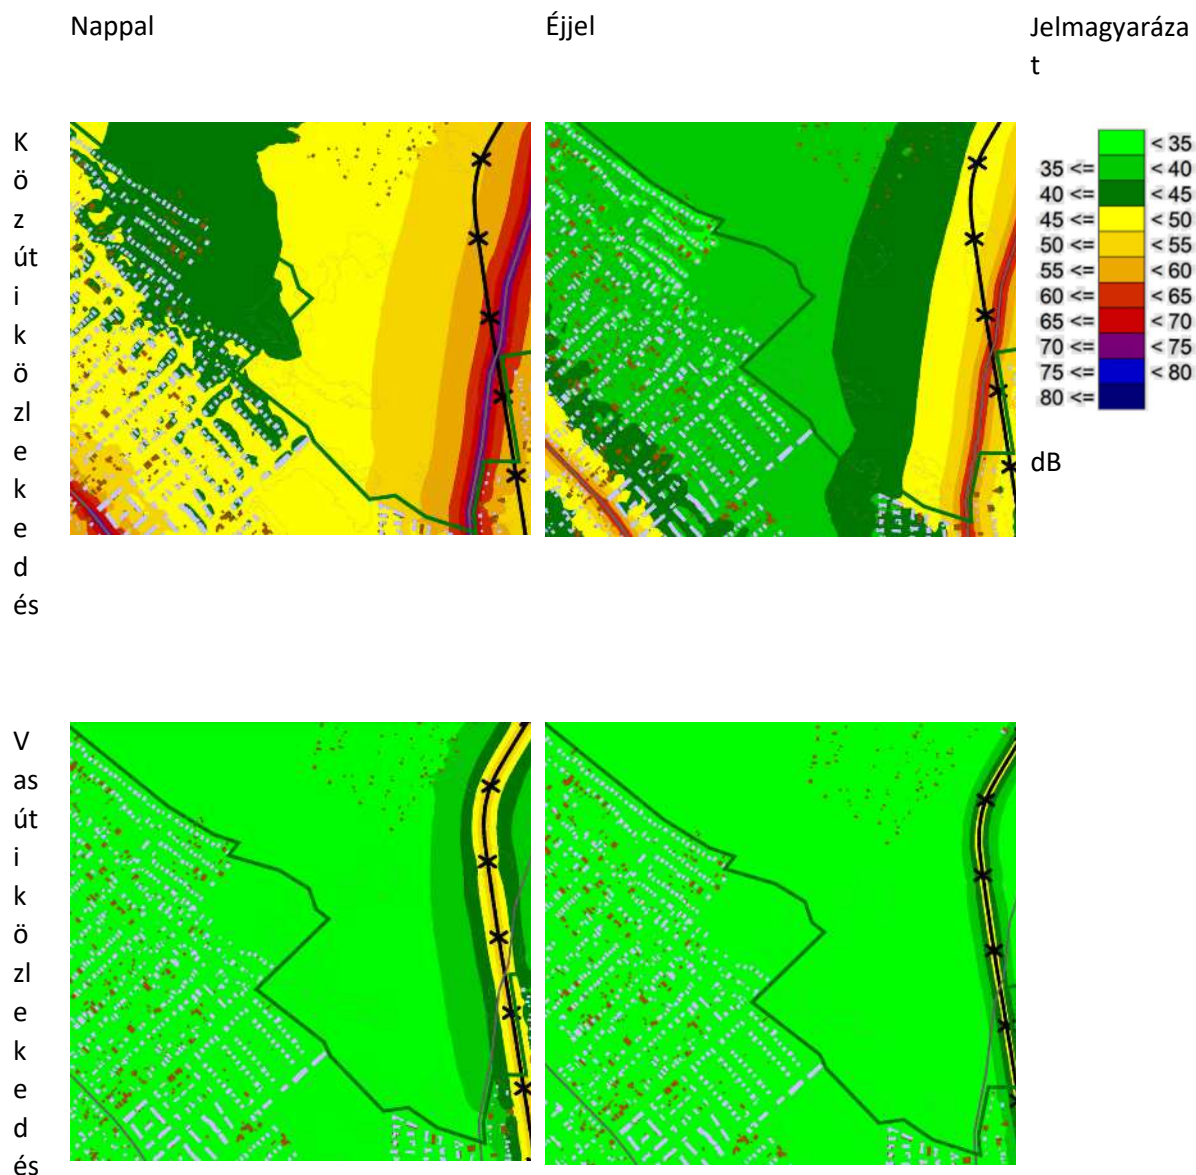 Nappal
Éjjel
Jelmagyaráza
t
K
ö
z
út
i
k
ö
zl
e
k
e
d
és
< 35
35 <= < 40
40 <= < 45
45 <= < 50
50 <= < 55
55 <= < 60
60 <= < 65
65 <= < 70
70 <= < 75
75 <= < 80
80 <=
dB
V
as
út
i
k
ö
zl
e
k
e
d
és